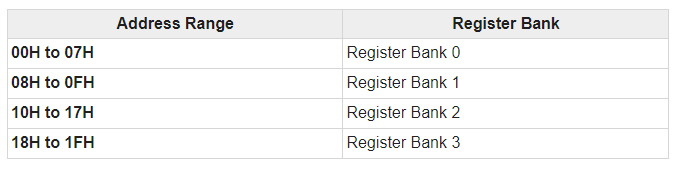 Address Range Register Bank
00H to 07H Register Bank 0
08H to 0FH Register Bank 1
10H to 17H Register Bank 2
18H to 1FH Register Bank 3